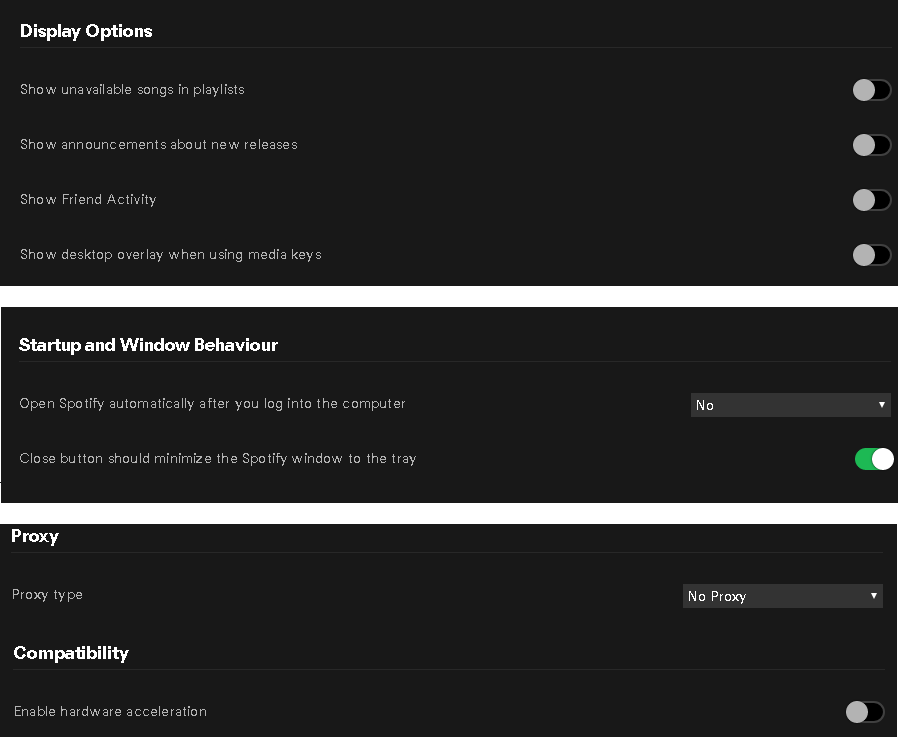 Display Options
Show unavailable songs in playlists
Show announcements about new releases
Show Friend Activity
Show desktop overlay when using media keys
Startup and Window Behaviour
Open Spotify automatically after you log into the computer
No
Close button should minimize the Spotify window to the tray
Proxy
Proxy type
No Proxy
Compatibility
Enable hardware acceleration